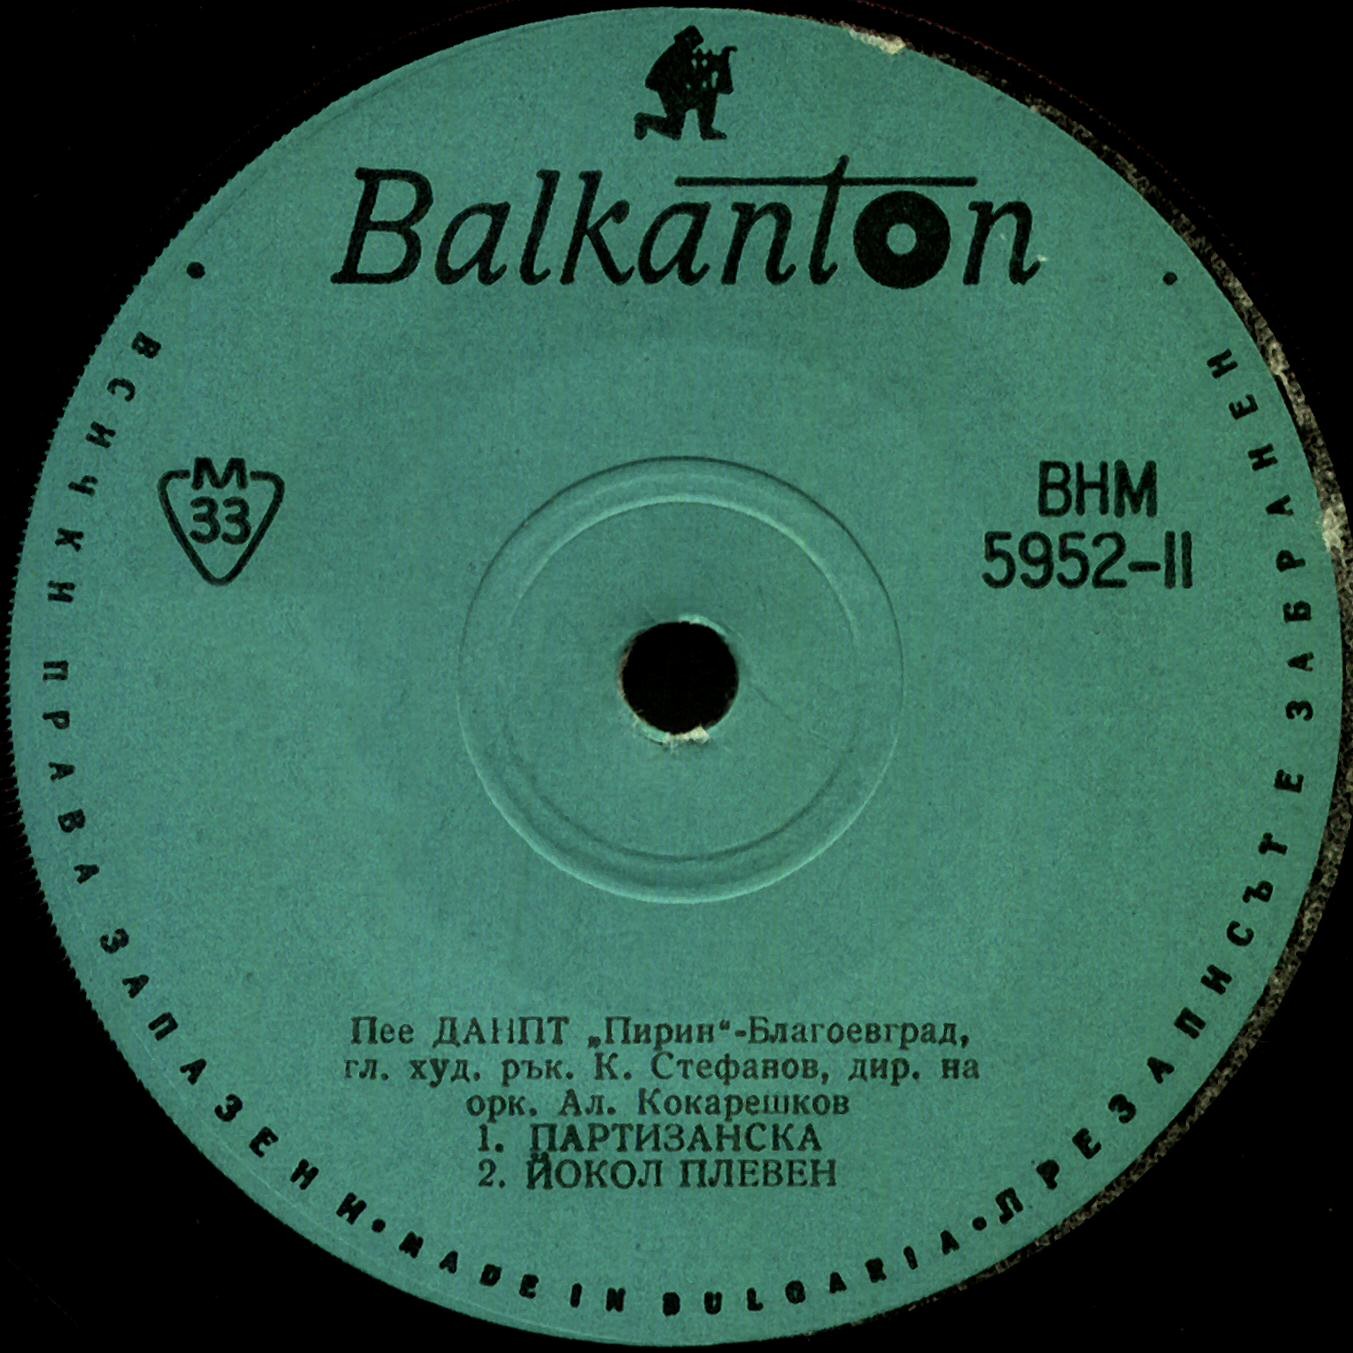 Balkanton
M
33
ВНМ
5952-II
Пее ДАНПТ „Пирин“-Благоевград,
гл. худ. рък. К. Стефанов, дир. на
орк. Ал. Кокарешков
1. ПАРТИЗАНСКА
2. ЙОКОЛ ПЛЕВЕН
• ВСИЧКИ ПРАВА ЗАПАЗЕНИ • MADE IN BULGARIA • ПРЕЗАПИСЪТ Е ЗАБРАНЕН •